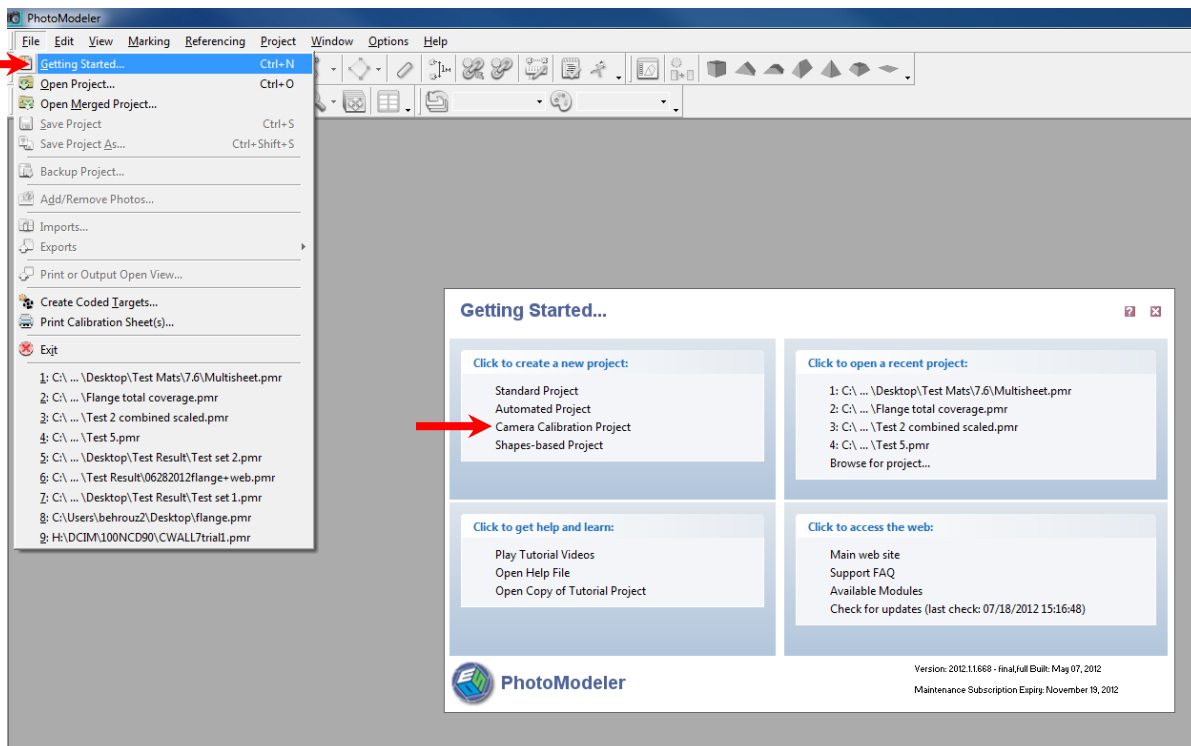 PhotoModeler
File Edit View Marking Referencing Project Window Options Help
Getting Started... Ctrl+N
Open Project... Ctrl+O
Open Merged Project...
Save Project Ctrl+S
Save Project As... Ctrl+Shift+S
Backup Project...
Add/Remove Photos...
Imports...
Exports
Print or Output Open View...
Create Coded Targets...
Print Calibration Sheet(s)...
Exit
1: C:\ ... \Desktop\Test Mats\7.6\Multisheet.pmr
2: C:\ ... \Flange total coverage.pmr
3: C:\ ... \Test 2 combined scaled.pmr
4: C:\ ... \Test 5.pmr
5: C:\ ... \Desktop\Test Result\Test set 2.pmr
6: C:\ ... \Test Result\06282012flange+web.pmr
7: C:\ ... \Desktop\Test Result\Test set 1.pmr
8: C:\Users\behrouz2\Desktop\flange.pmr
9: H:\DCIM\100NCD90\CWALL7trial1.pmr
Getting Started...
Click to create a new project:
Standard Project
Automated Project
Camera Calibration Project
Shapes-based Project
Click to open a recent project:
1: C:\ ... \Desktop\Test Mats\7.6\Multisheet.pmr
2: C:\ ... \Flange total coverage.pmr
3: C:\ ... \Test 2 combined scaled.pmr
4: C:\ ... \Test 5.pmr
Browse for project...
Click to get help and learn:
Play Tutorial Videos
Open Help File
Open Copy of Tutorial Project
Click to access the web:
Main web site
Support FAQ
Available Modules
Check for updates (last check: 07/18/2012 15:16:48)
PhotoModeler
Version: 2012.1.1.668 - final,full Built: May 07, 2012
Maintenance Subscription Expiry: November 19, 2012